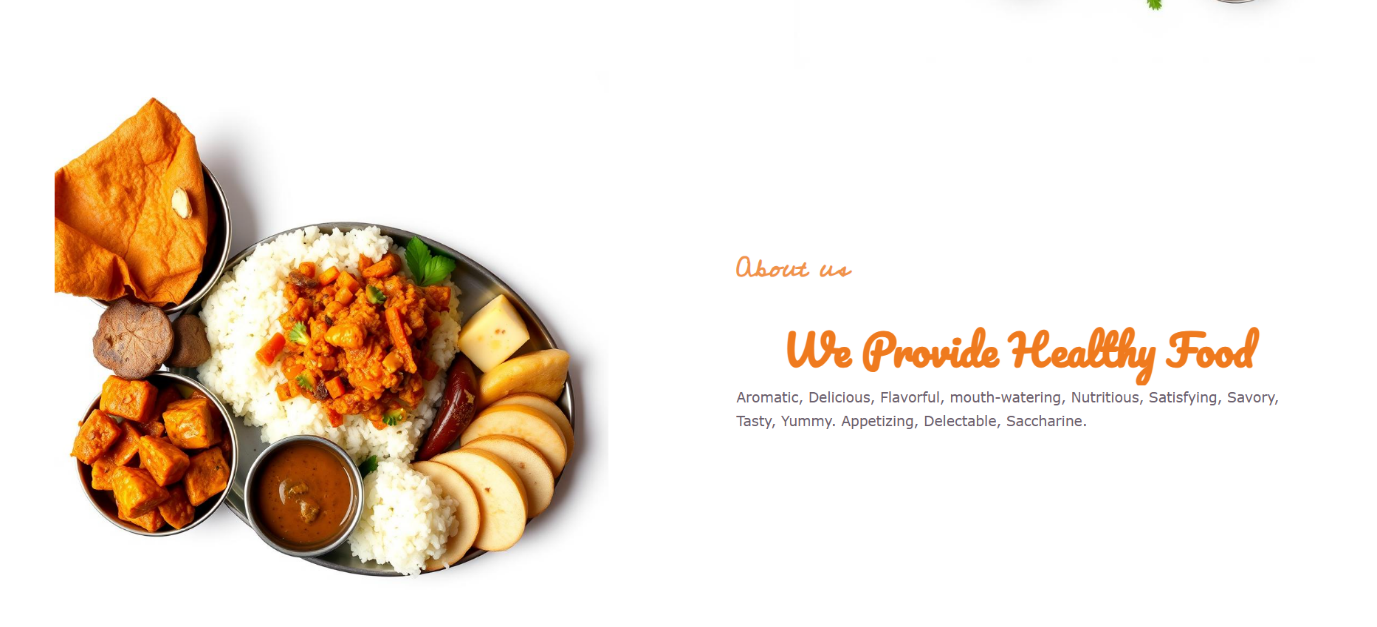 About us
We Provide Healthy Food
Aromatic, Delicious, Flavorful, mouth-watering, Nutritious, Satisfying, Savory,
Tasty, Yummy. Appetizing, Delectable, Saccharine.